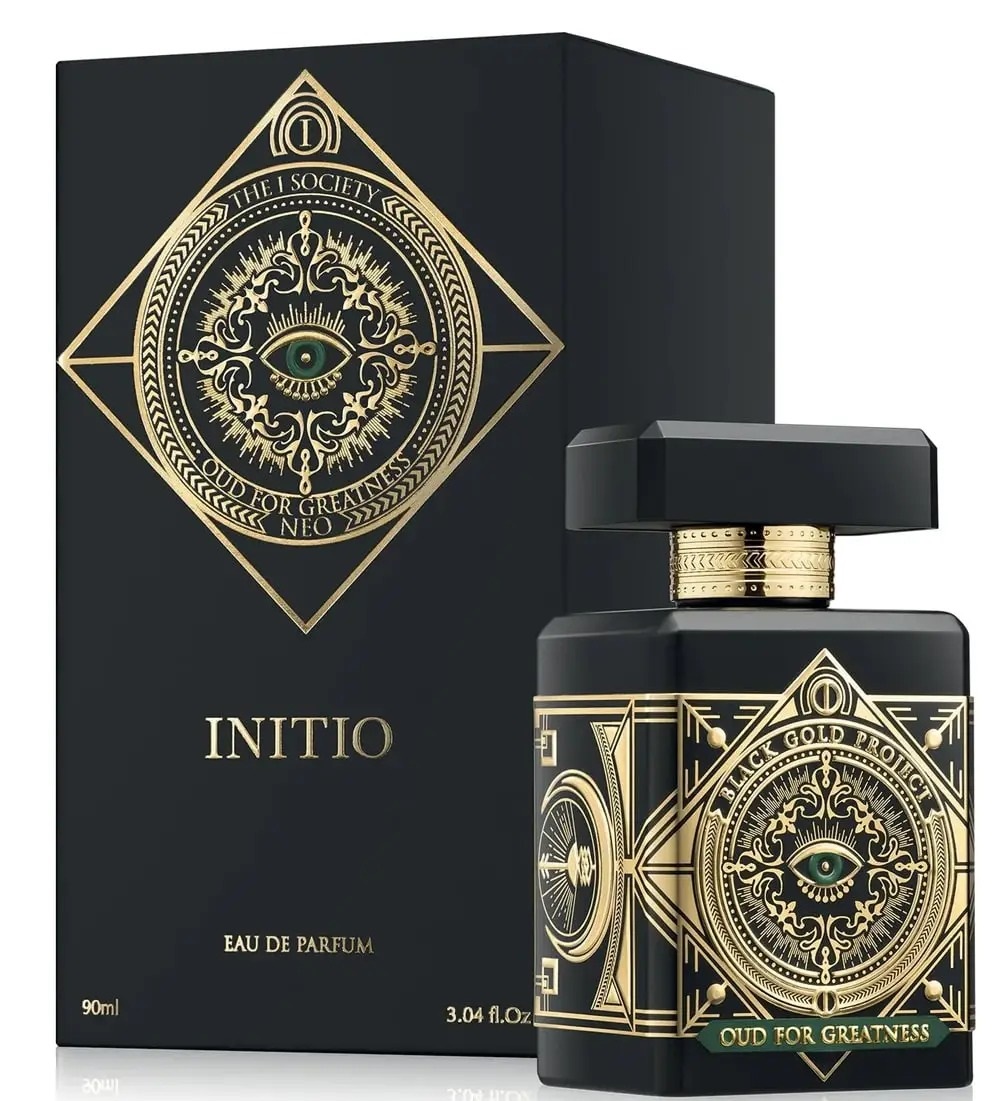 I
THE I SOCIETY
OUD FOR GREATNESS
NEO
INITIO
EAU DE PARFUM
90ml
3.04 fl.Oz
I
BLACK GOLD PROJECT
OUD FOR GREATNESS